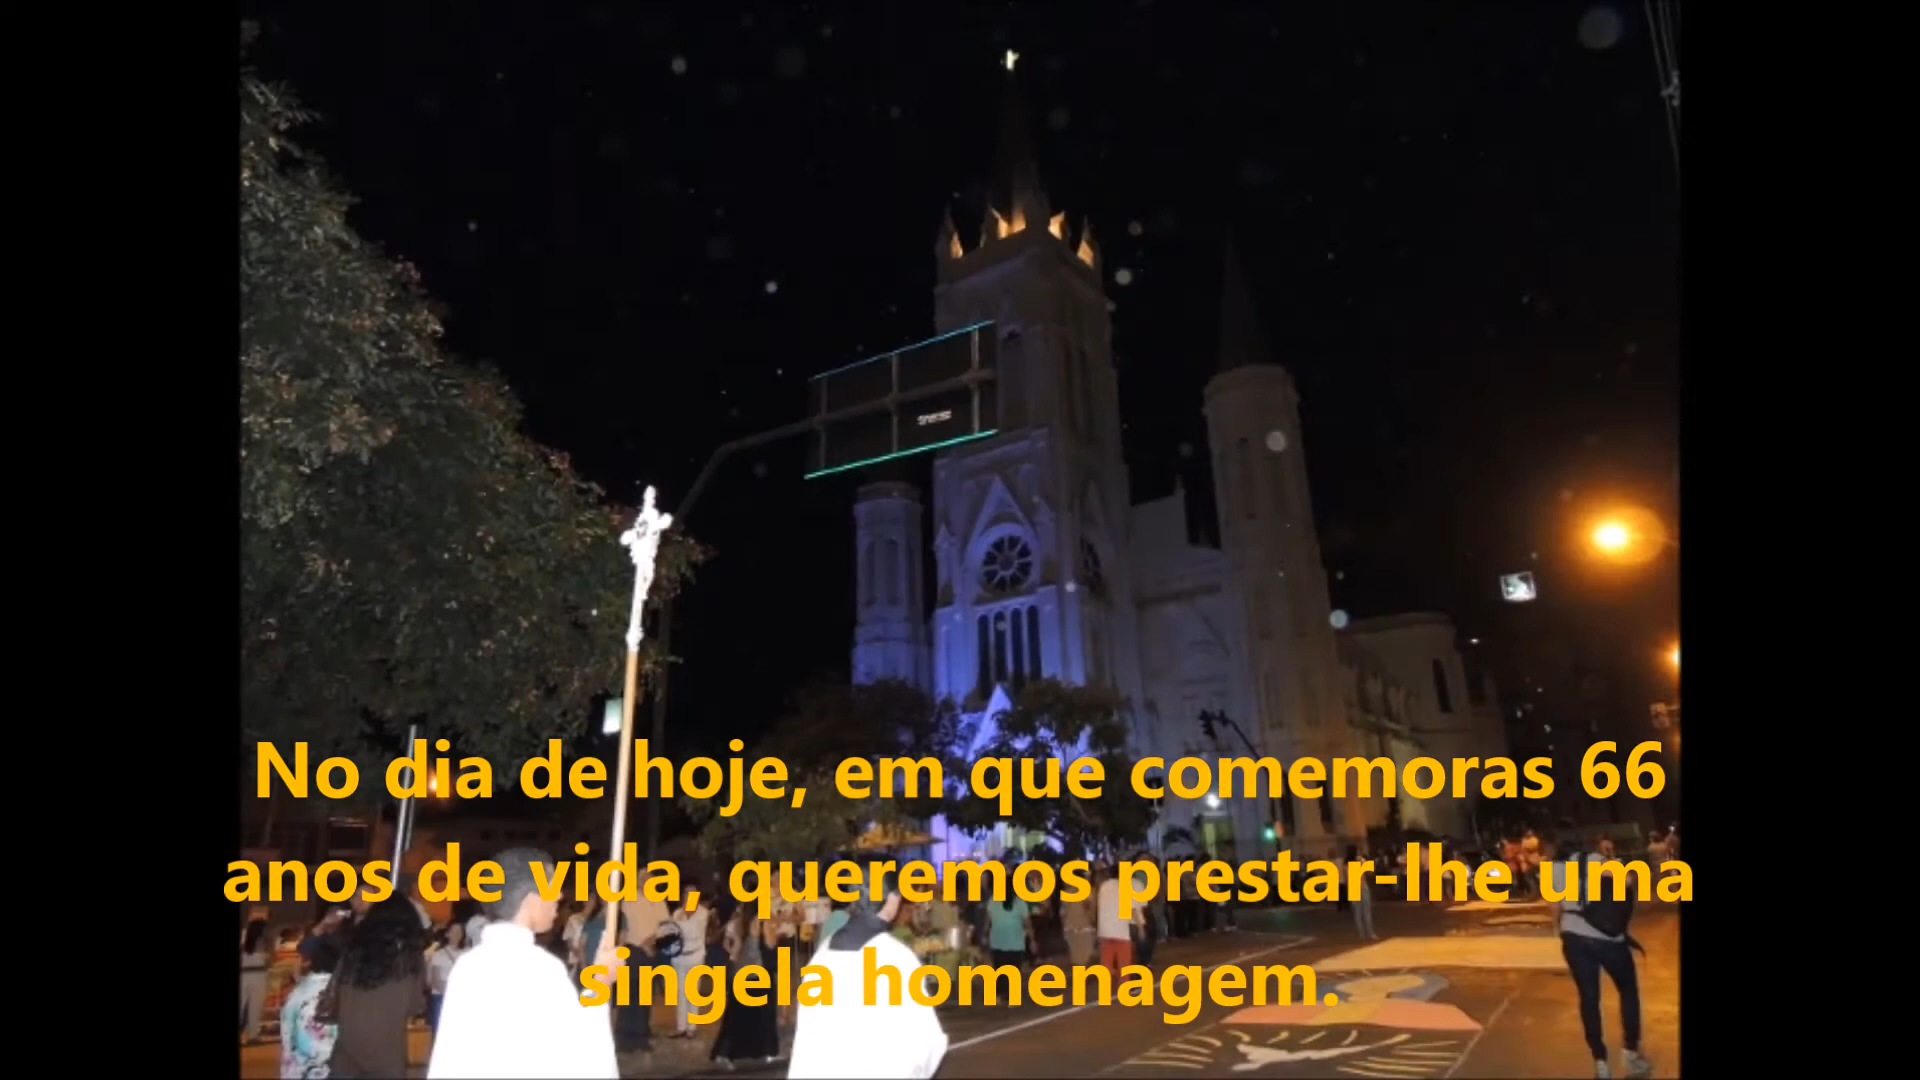 No dia de hoje, em que comemoras 66
anos de vida, queremos prestar-lhe uma
singela homenagem.